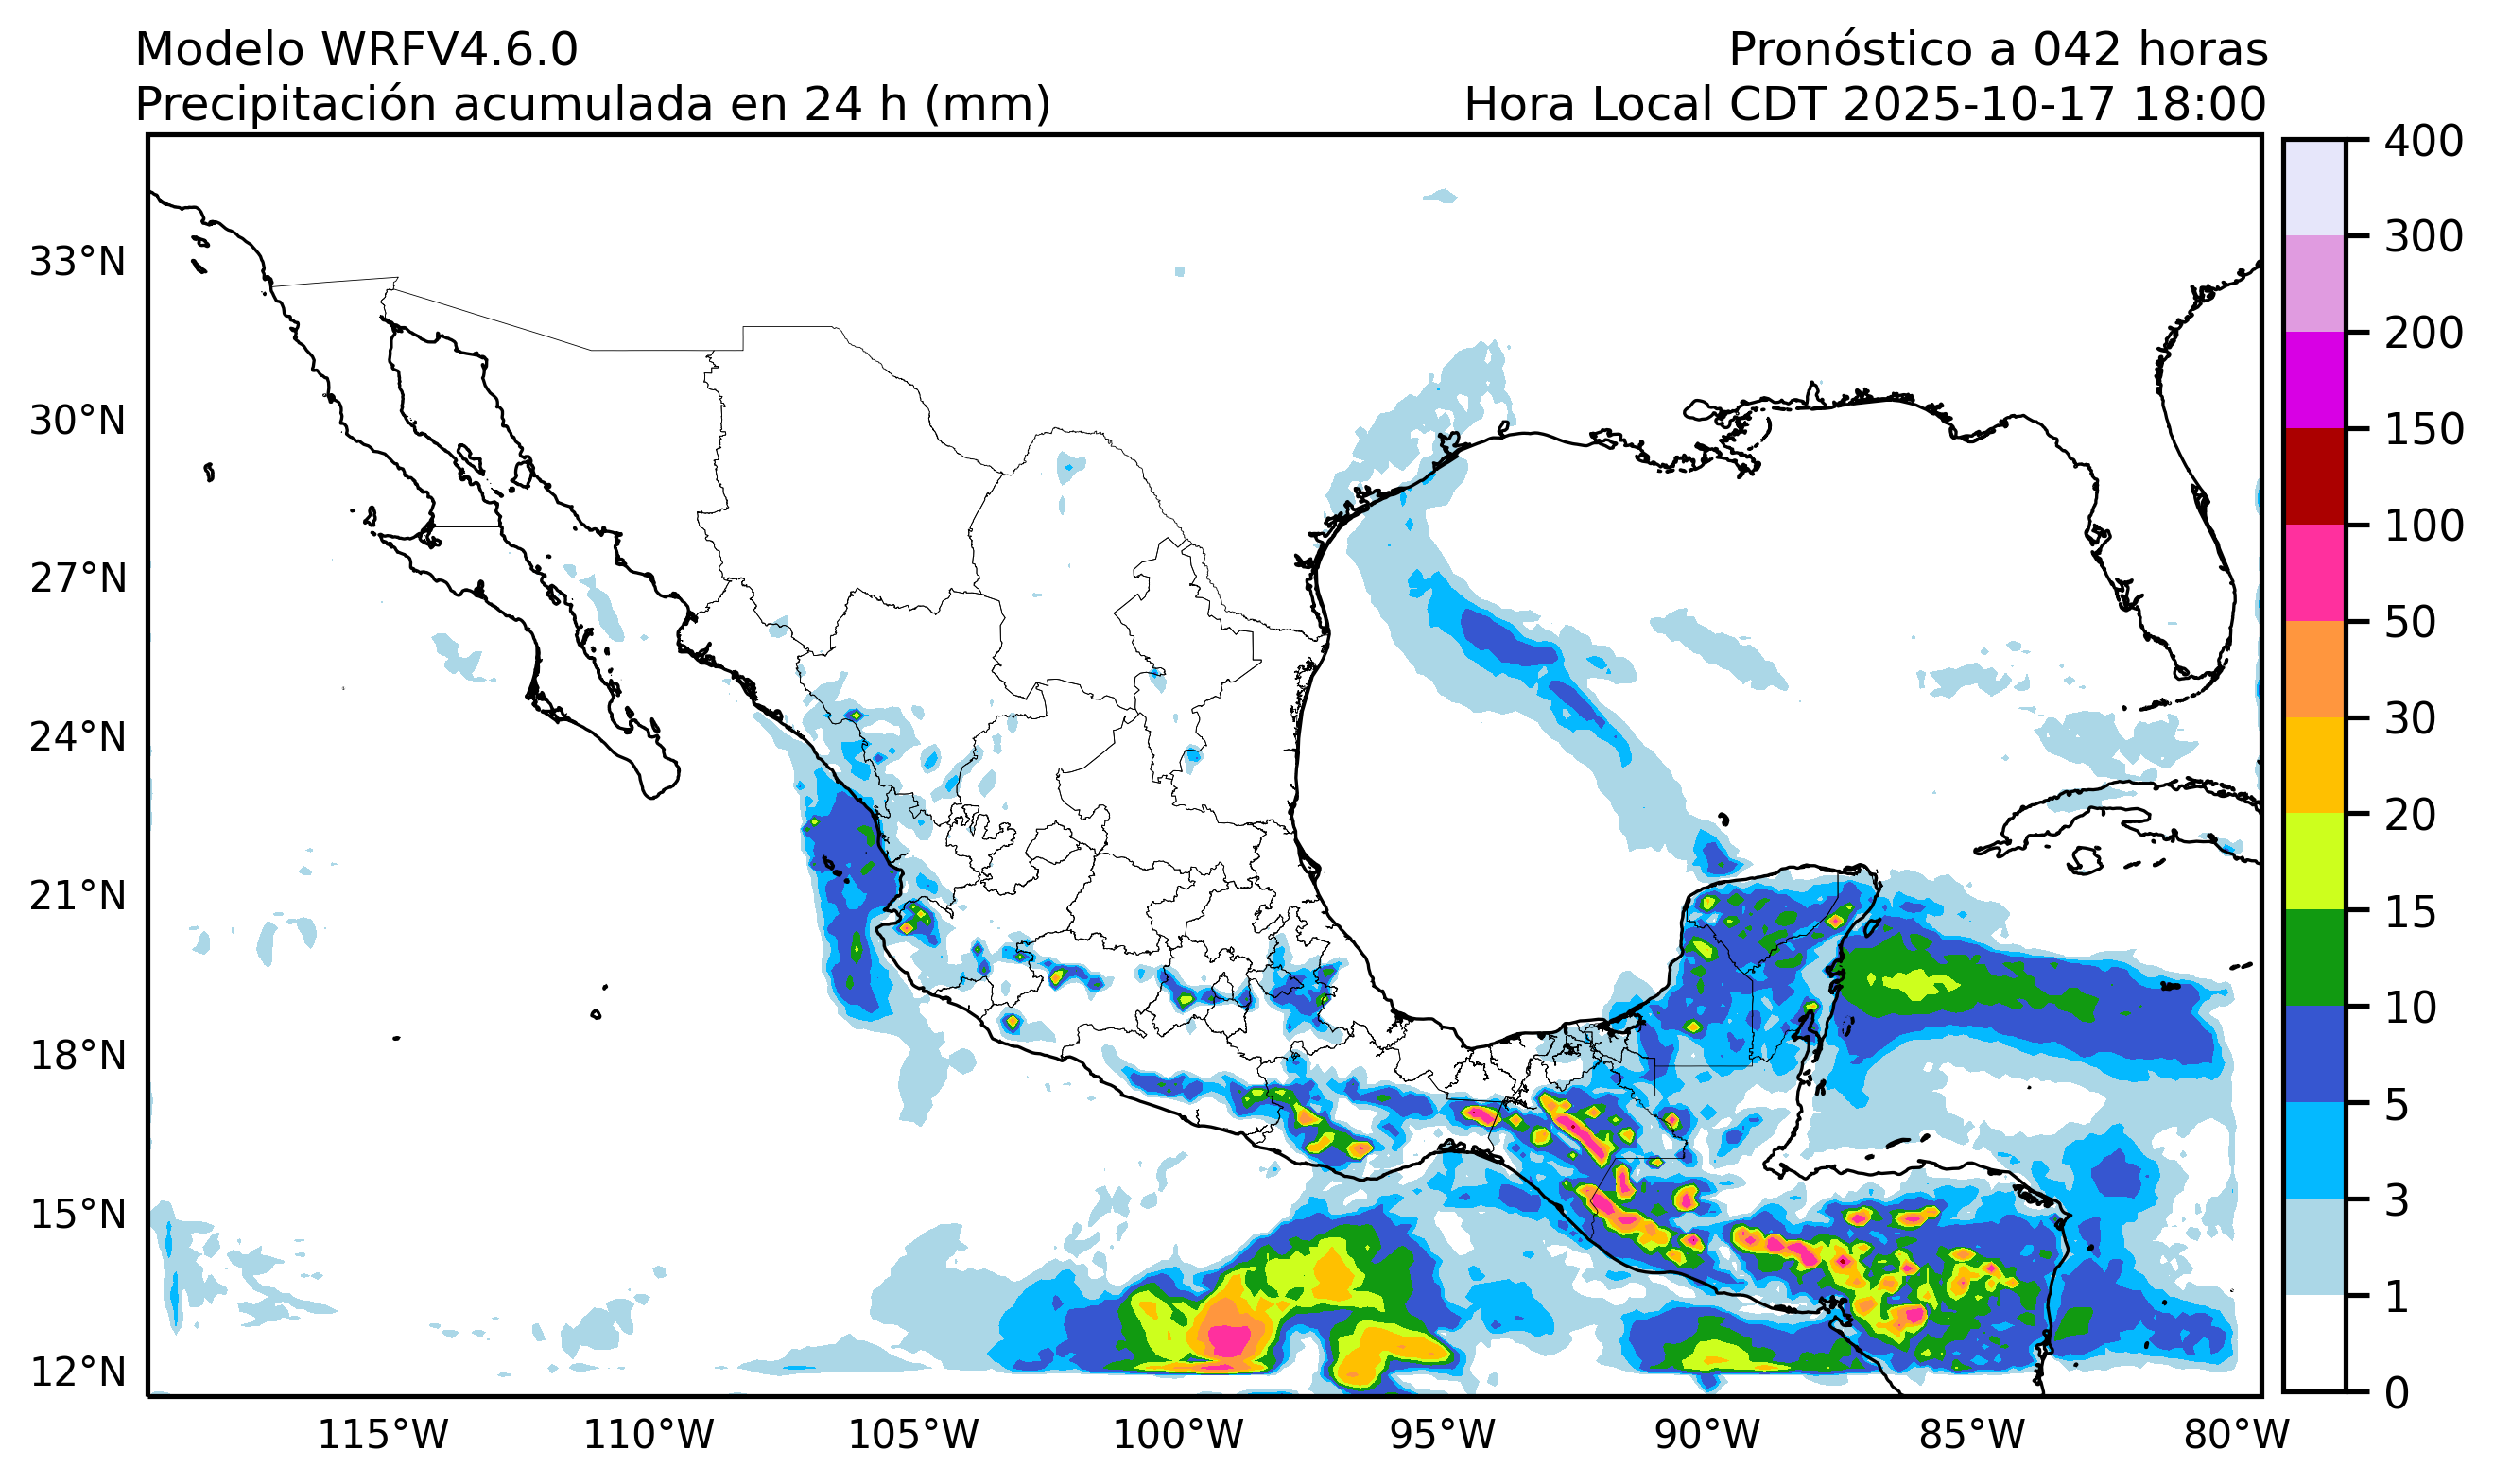 Modelo WRFV4.6.0
Pronóstico a 042 horas
Precipitación acumulada en 24 h (mm)
Hora Local CDT 2025-10-17 18:00
33°N
30°N
27°N
24°N
21°N
18°N
15°N
12°N
115°W
110°W
105°W
100°W
95°W
90°W
85°W
80°W
400
300
200
150
100
50
30
20
15
10
5
3
1
0